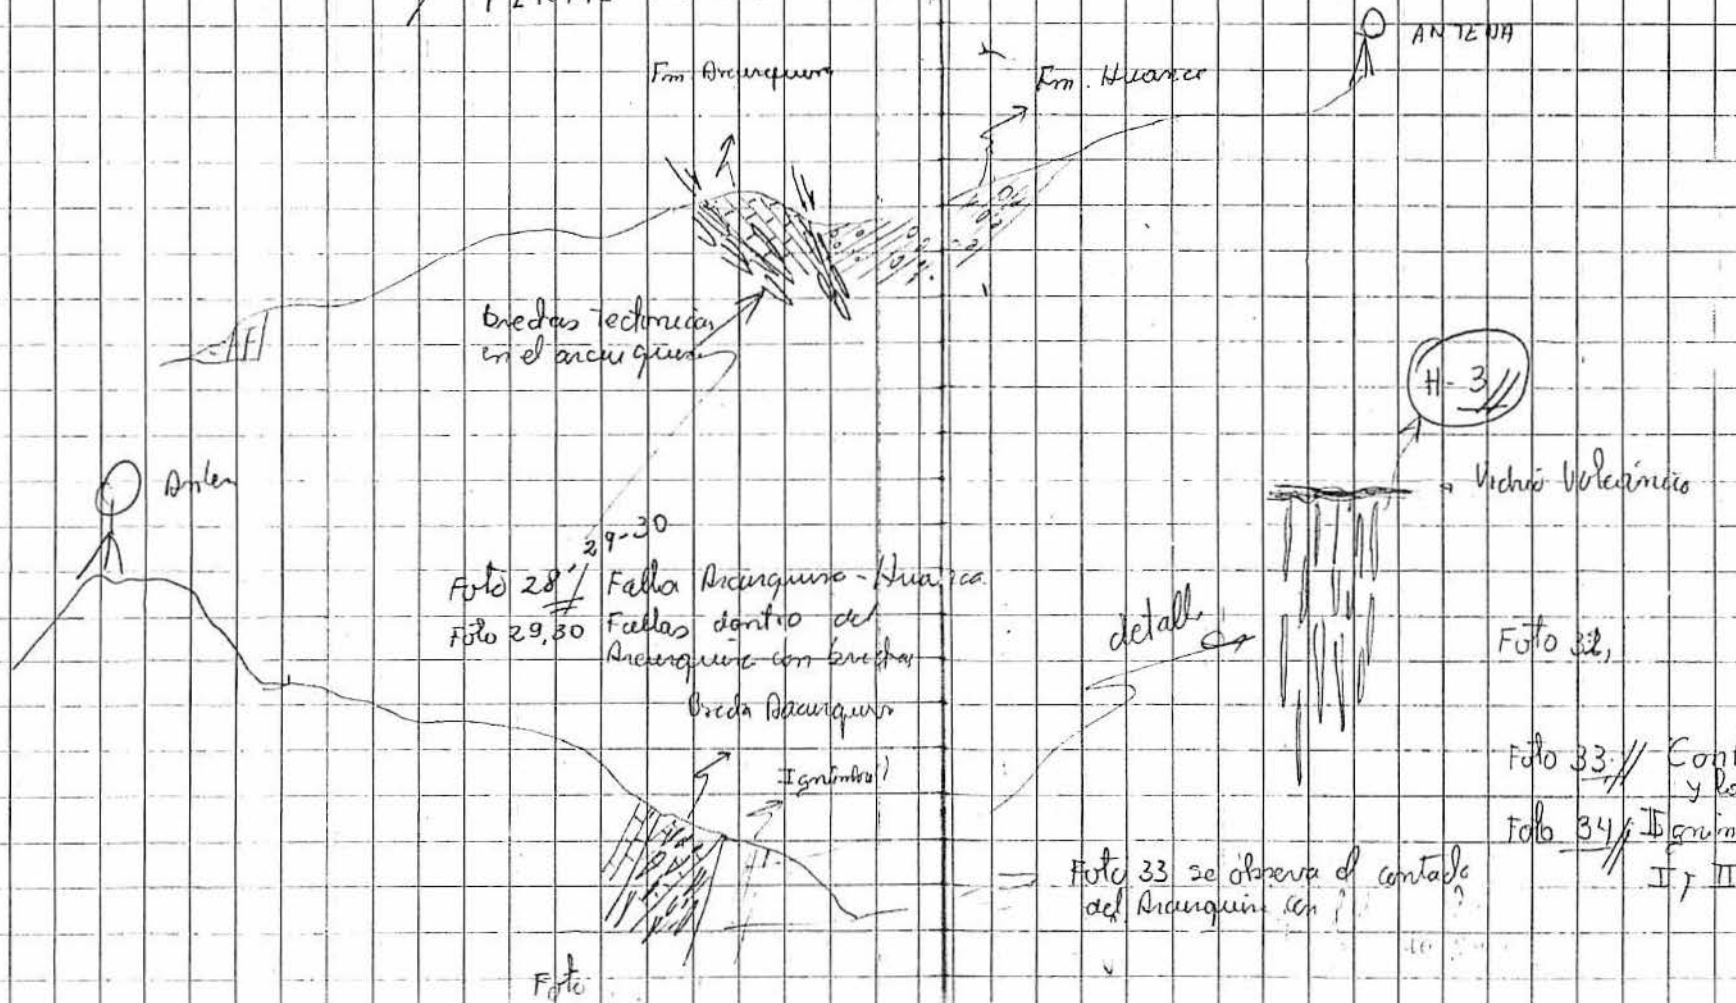 ANTENA
Fm Arcurquina
Fm. Huanca
brechas Tectonicas
en el arcurquina
H-3
Vidrio Volcánico
29-30
Foto 28 Falla Arcurquina-Huanca
Foto 29,30 Fallas dentro del
Arcurquina con brechas
detalle
Foto 32,
Brecha Arcurquina
Foto 33
y
Foto 34
I y II
Foto 33 se observa el contacto
del Arcurquina con
Foto